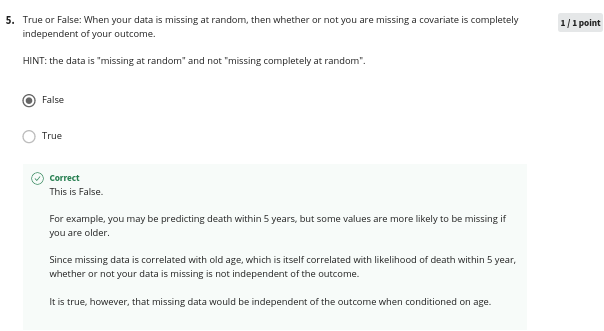 5. True or False: When your data is missing at random, then whether or not you are missing a covariate is completely
independent of your outcome.
1 / 1 point
HINT: the data is "missing at random" and not "missing completely at random".
False
True
Correct
This is False.
For example, you may be predicting death within 5 years, but some values are more likely to be missing if
you are older.
Since missing data is correlated with old age, which is itself correlated with likelihood of death within 5 year,
whether or not your data is missing is not independent of the outcome.
It is true, however, that missing data would be independent of the outcome when conditioned on age.